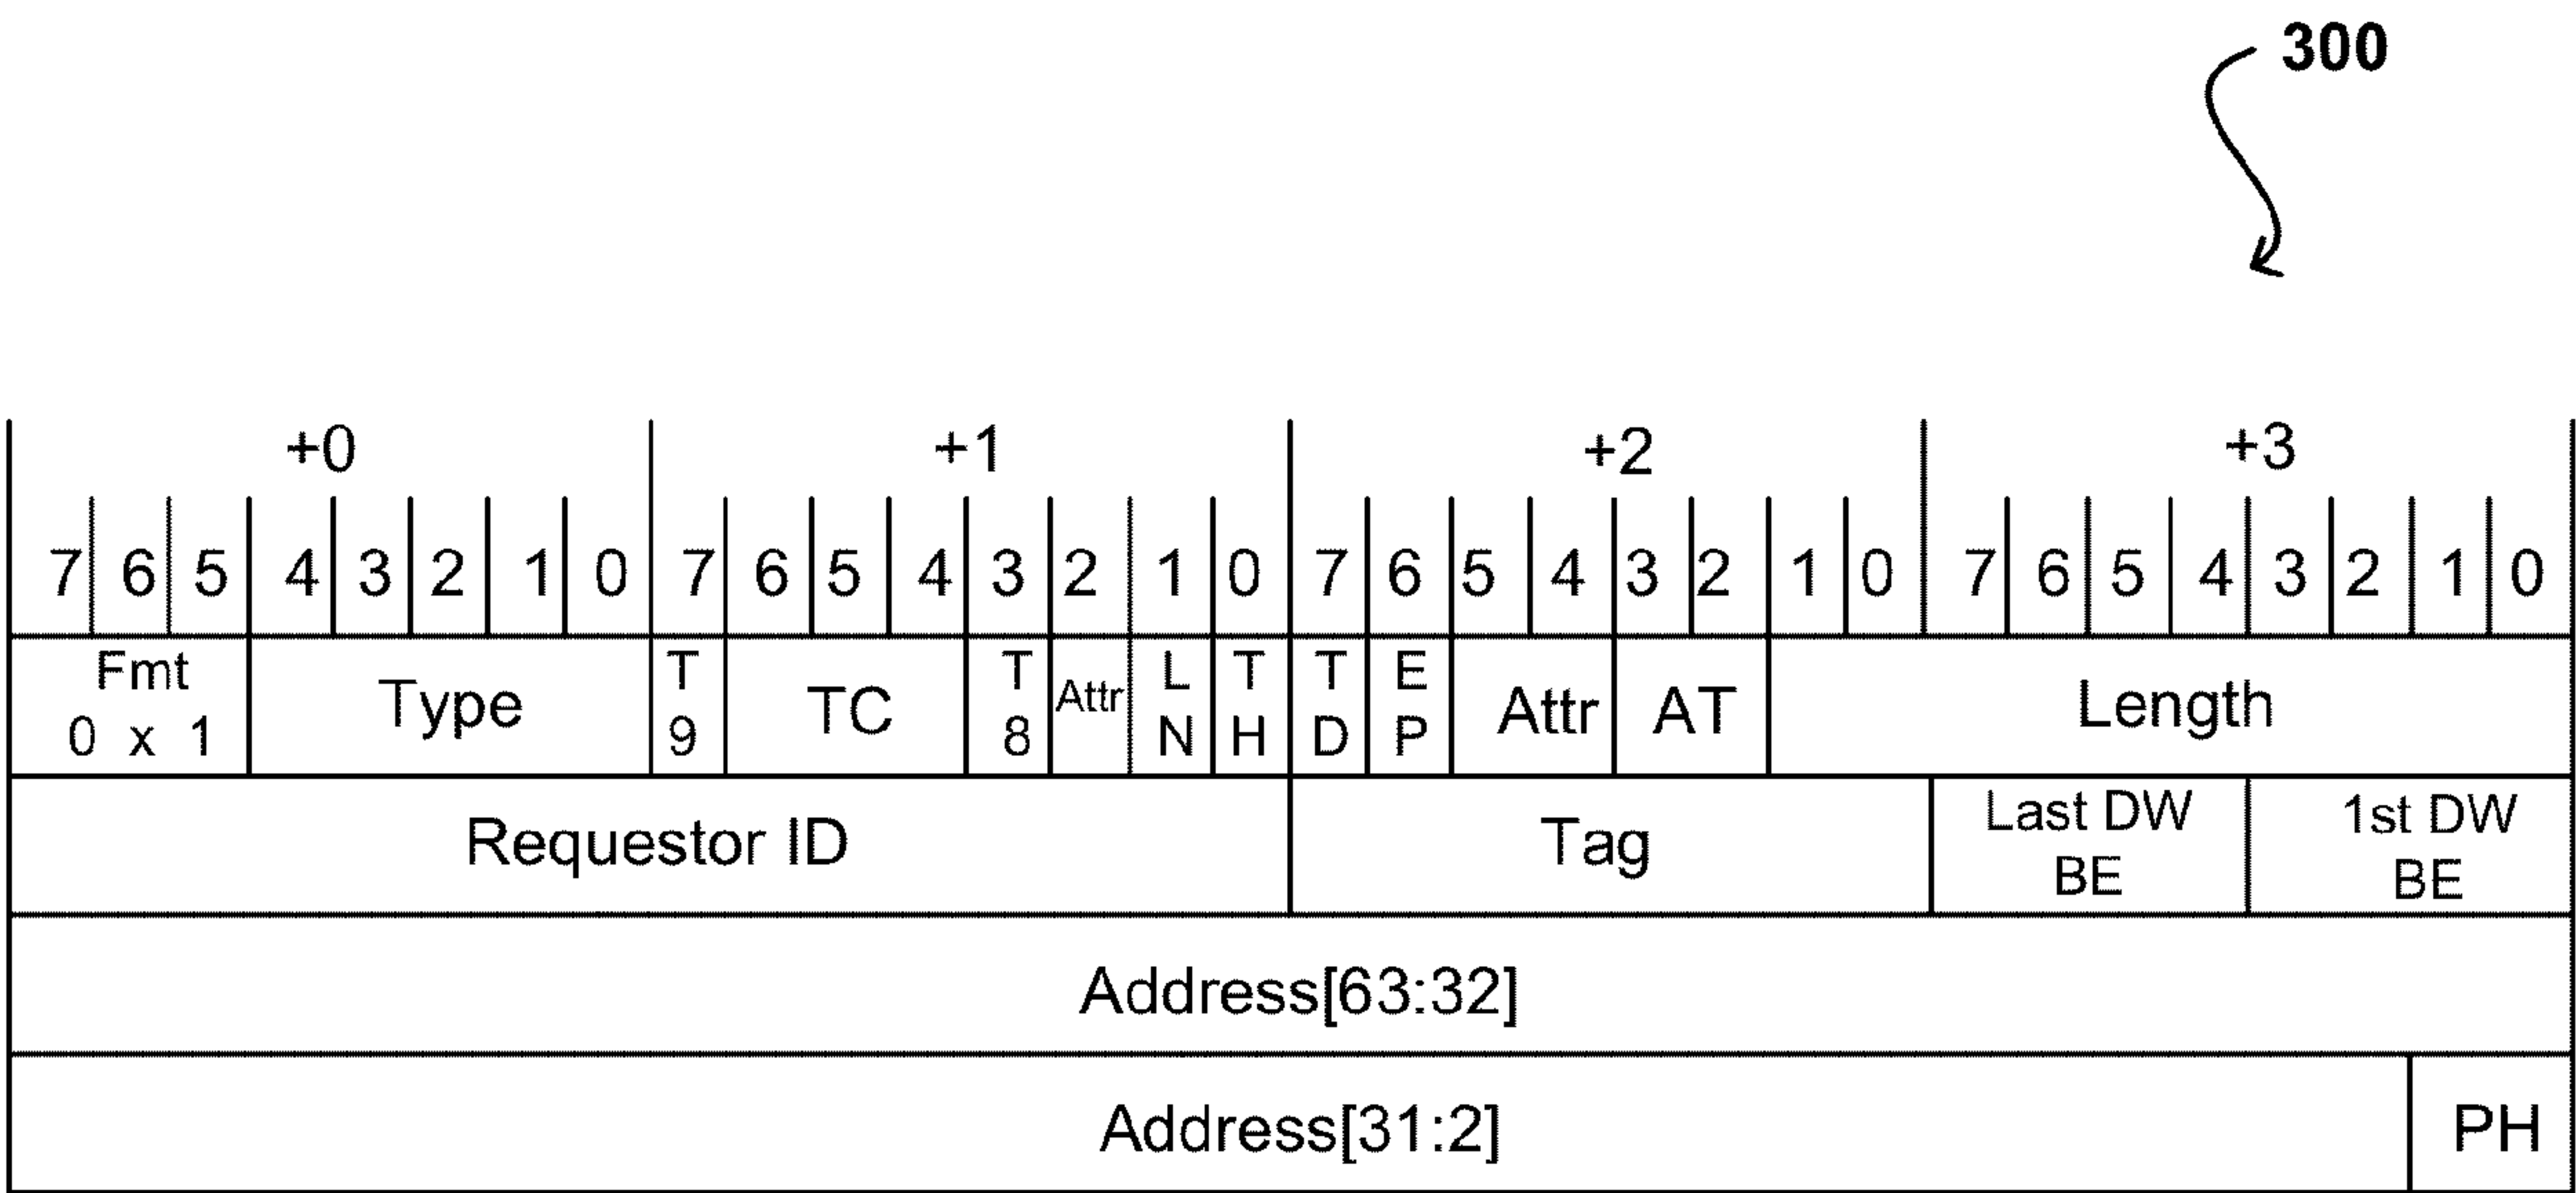 300
+0 +1 +2 +3
7 6 5 4 3 2 1 0 7 6 5 4 3 2 1 0 7 6 5 4 3 2 1 0 7 6 5 4 3 2 1 0
Fmt
0 x 1
Type
T
9
TC
T
8
Attr
L
N
T
H
T
D
E
P
Attr
AT
Length
Requestor ID
Tag
Last DW
BE
1st DW
BE
Address[63:32]
Address[31:2]
PH